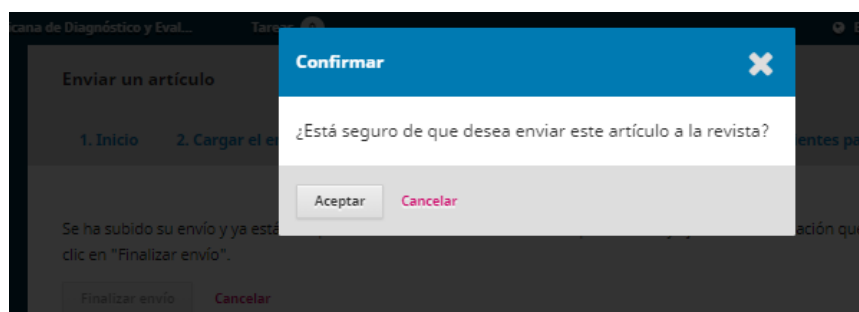 cana de Diagnóstico y Eval... Tareas
Confirmar
Enviar un artículo
¿Está seguro de que desea enviar este artículo a la revista?
1. Inicio 2. Cargar el en
entes pa
Aceptar Cancelar
Se ha subido su envío y ya está
ación que
clic en "Finalizar envío".
Finalizar envío Cancelar